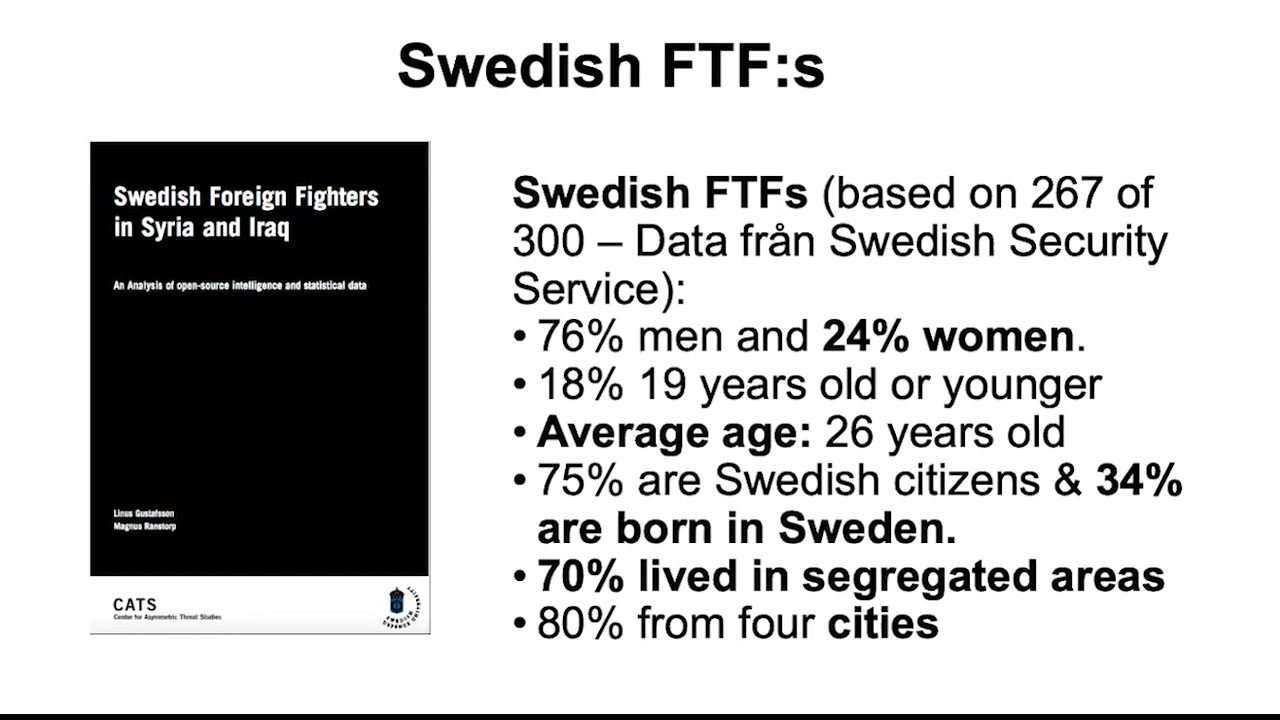 Swedish FTF:s
Swedish Foreign Fighters
in Syria and Iraq
An Analysis of open-source intelligence and statistical data
Linus Gustafsson
Magnus Ranstorp
CATS
Center for Asymmetric Threat Studies
SWEDISH DEFENCE UNIVERSITY
Swedish FTFs (based on 267 of
300 – Data från Swedish Security
Service):
• 76% men and 24% women.
• 18% 19 years old or younger
• Average age: 26 years old
• 75% are Swedish citizens & 34%
are born in Sweden.
• 70% lived in segregated areas
• 80% from four cities